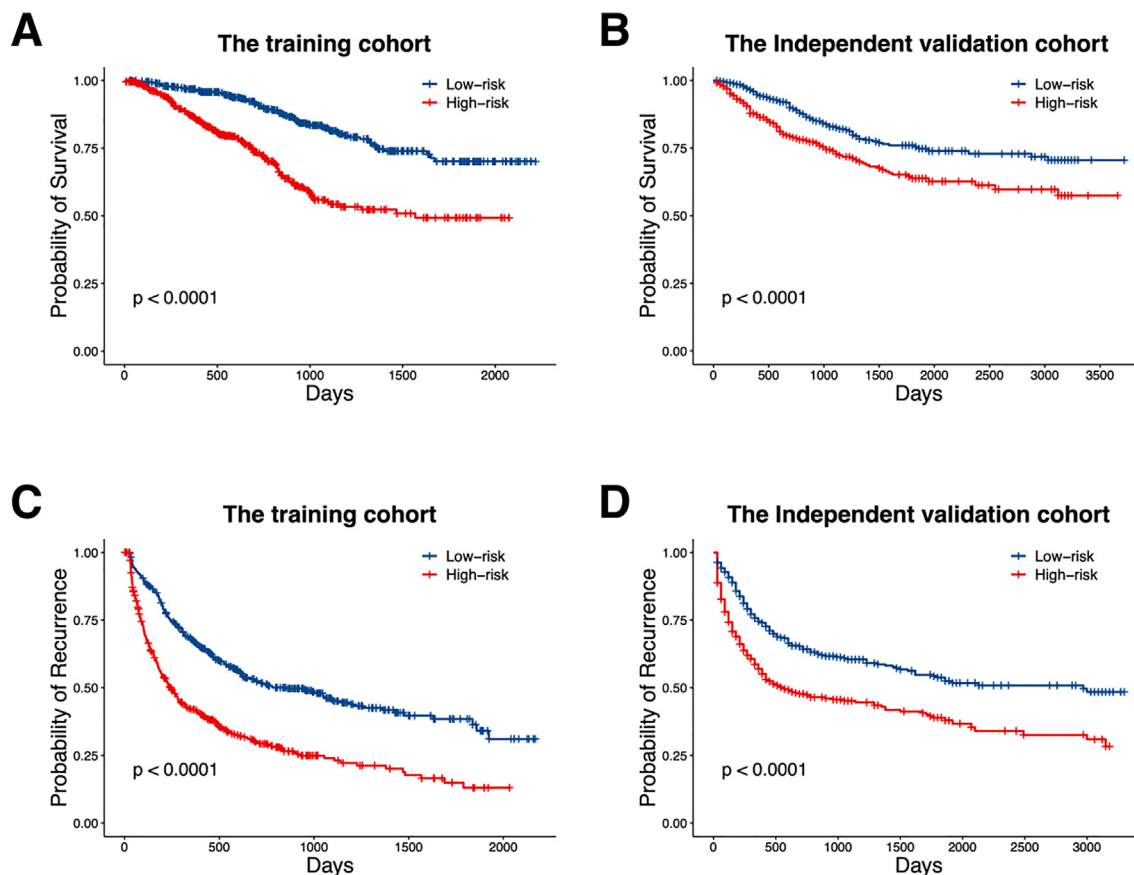 A
The training cohort
Probability of Survival
1.00
0.75
0.50
0.25
0.00
Low-risk
High-risk
p < 0.0001
0 500 1000 1500 2000
Days
B
The Independent validation cohort
Probability of Survival
1.00
0.75
0.50
0.25
0.00
Low-risk
High-risk
p < 0.0001
0 500 1000 1500 2000 2500 3000 3500
Days
C
The training cohort
Probability of Recurrence
1.00
0.75
0.50
0.25
0.00
Low-risk
High-risk
p < 0.0001
0 500 1000 1500 2000
Days
D
The Independent validation cohort
Probability of Recurrence
1.00
0.75
0.50
0.25
0.00
Low-risk
High-risk
p < 0.0001
0 500 1000 1500 2000 2500 3000
Days